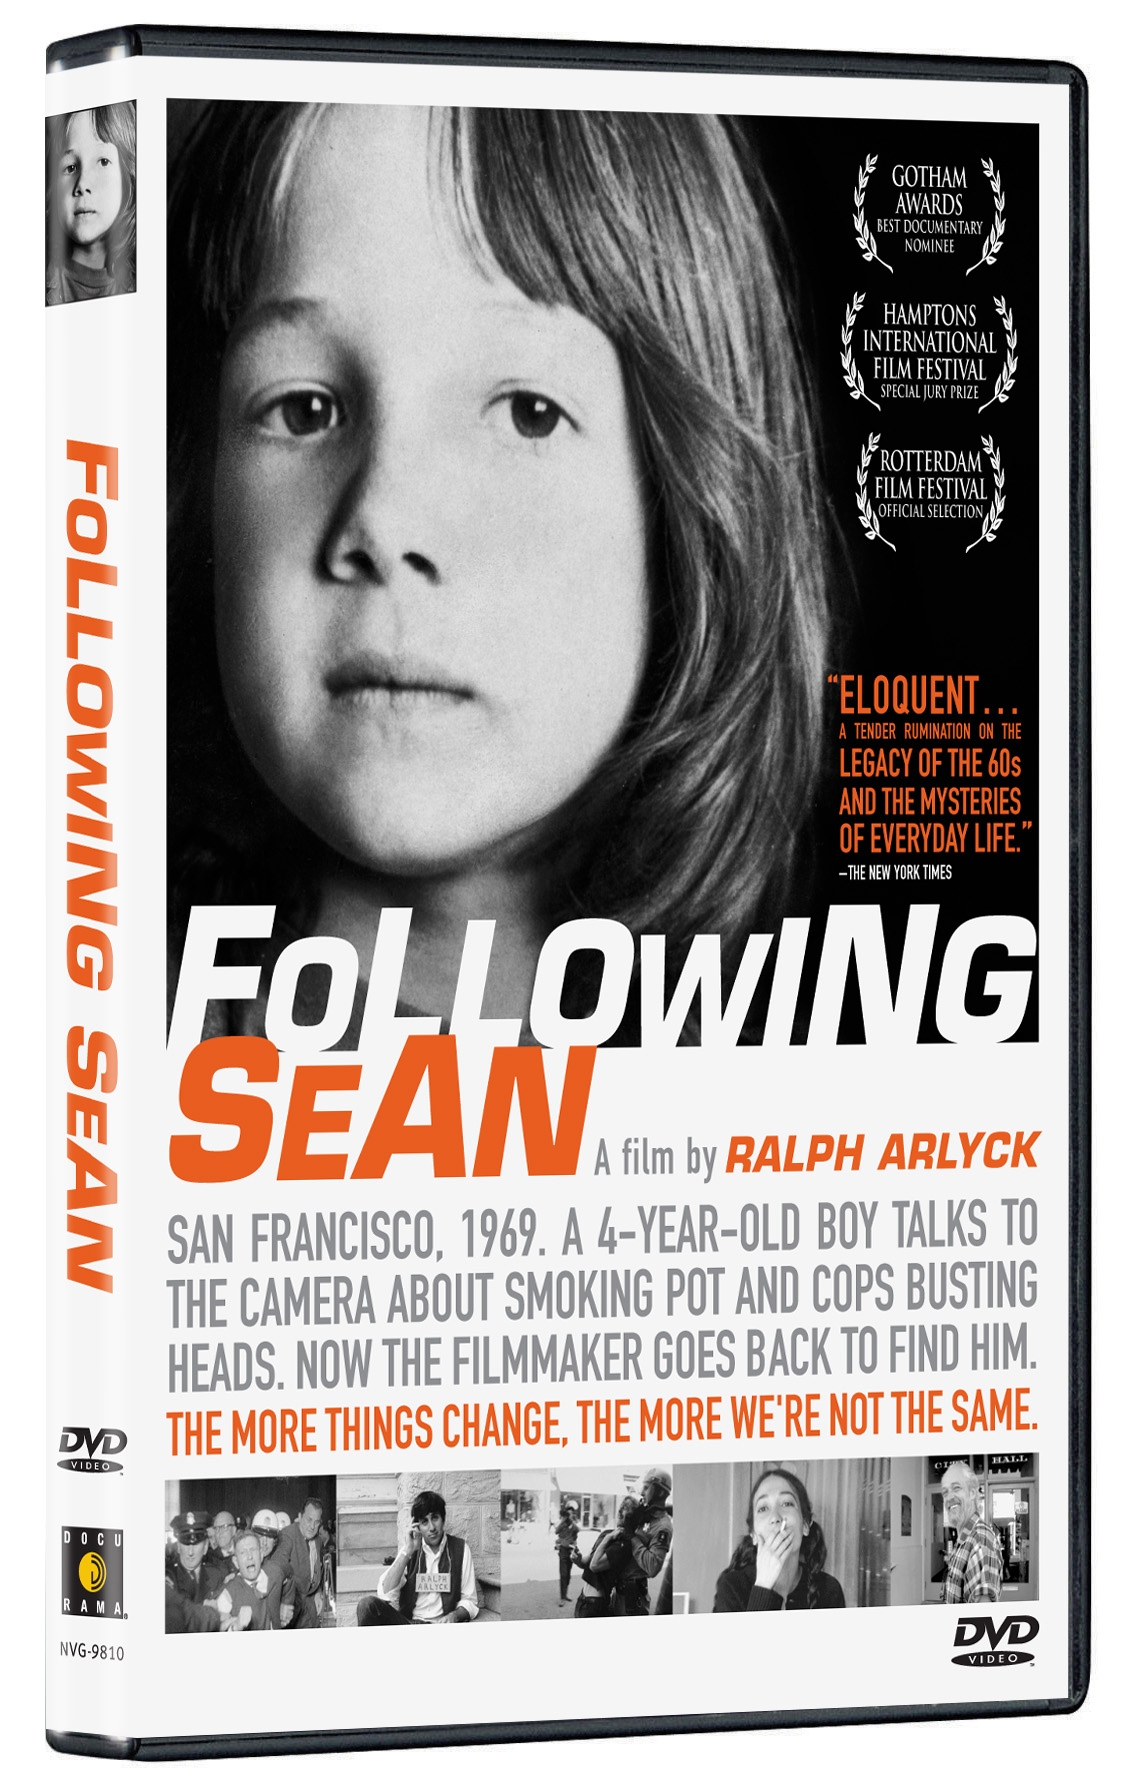 FOLLOWING SEAN
DVD
VIDEO
DOCU
RAMA
NVG-9810
GOTHAM
AWARDS
BEST DOCUMENTARY
NOMINEE
HAMPTONS
INTERNATIONAL
FILM FESTIVAL
SPECIAL JURY PRIZE
ROTTERDAM
FILM FESTIVAL
OFFICIAL SELECTION
“ELOQUENT...
A TENDER RUMINATION ON THE
LEGACY OF THE 60s
AND THE MYSTERIES
OF EVERYDAY LIFE.”
–THE NEW YORK TIMES
FOLLOWING
SEAN
A film by RALPH ARLYCK
SAN FRANCISCO, 1969. A 4-YEAR-OLD BOY TALKS TO
THE CAMERA ABOUT SMOKING POT AND COPS BUSTING
HEADS. NOW THE FILMMAKER GOES BACK TO FIND HIM.
THE MORE THINGS CHANGE, THE MORE WE'RE NOT THE SAME.
RALPH
ARLYCK
CITY HALL
DVD
VIDEO